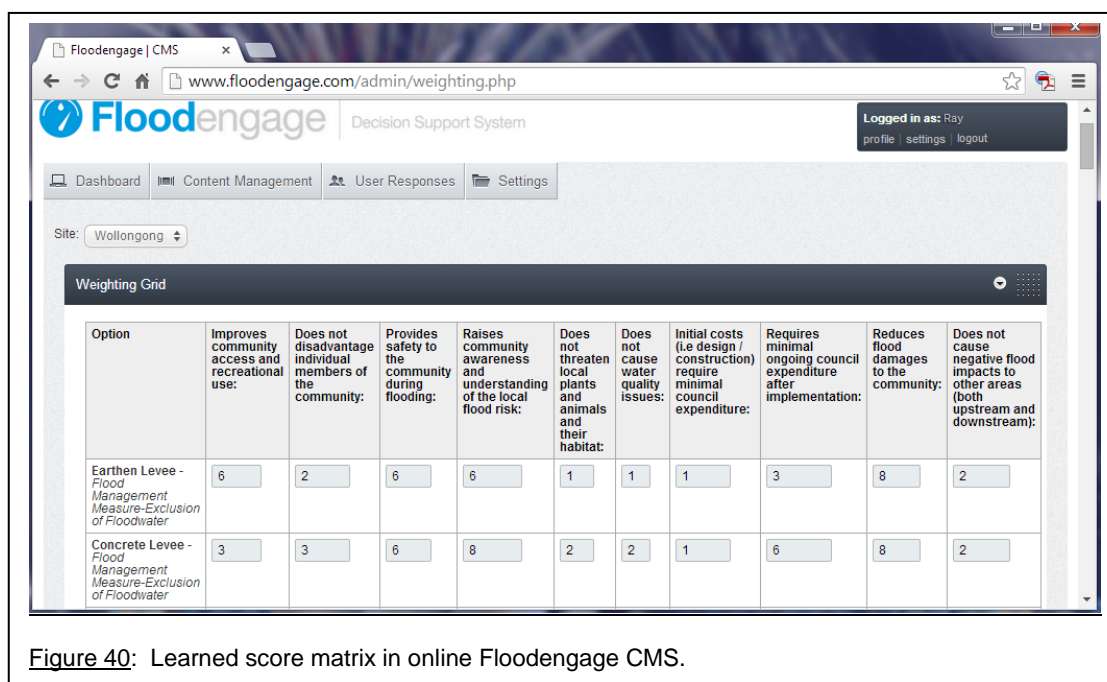 Floodengage | CMS
www.floodengage.com/admin/weighting.php
Floodengage Decision Support System
Logged in as: Ray
profile | settings | logout
Dashboard Content Management User Responses Settings
Site: Wollongong
Weighting Grid
Option
Improves
community
access and
recreational
use:
Does not
disadvantage
individual
members of
the
community:
Provides
safety to
the
community
during
flooding:
Raises
community
awareness
and
understanding
of the local
flood risk:
Does
not
threaten
local
plants
and
animals
and
their
habitat:
Does
not
cause
water
quality
issues:
Initial costs
(i.e design /
construction)
require
minimal
council
expenditure:
Requires
minimal
ongoing council
expenditure
after
implementation:
Reduces
flood
damages
to the
community:
Does not
cause
negative flood
impacts to
other areas
(both
upstream and
downstream):
Earthen Levee -
Flood
Management
Measure-Exclusion
of Floodwater
6 2 6 6 1 1 1 3 8 2
Concrete Levee -
Flood
Management
Measure-Exclusion
of Floodwater
3 3 6 8 2 2 1 6 8 2
Figure 40: Learned score matrix in online Floodengage CMS.